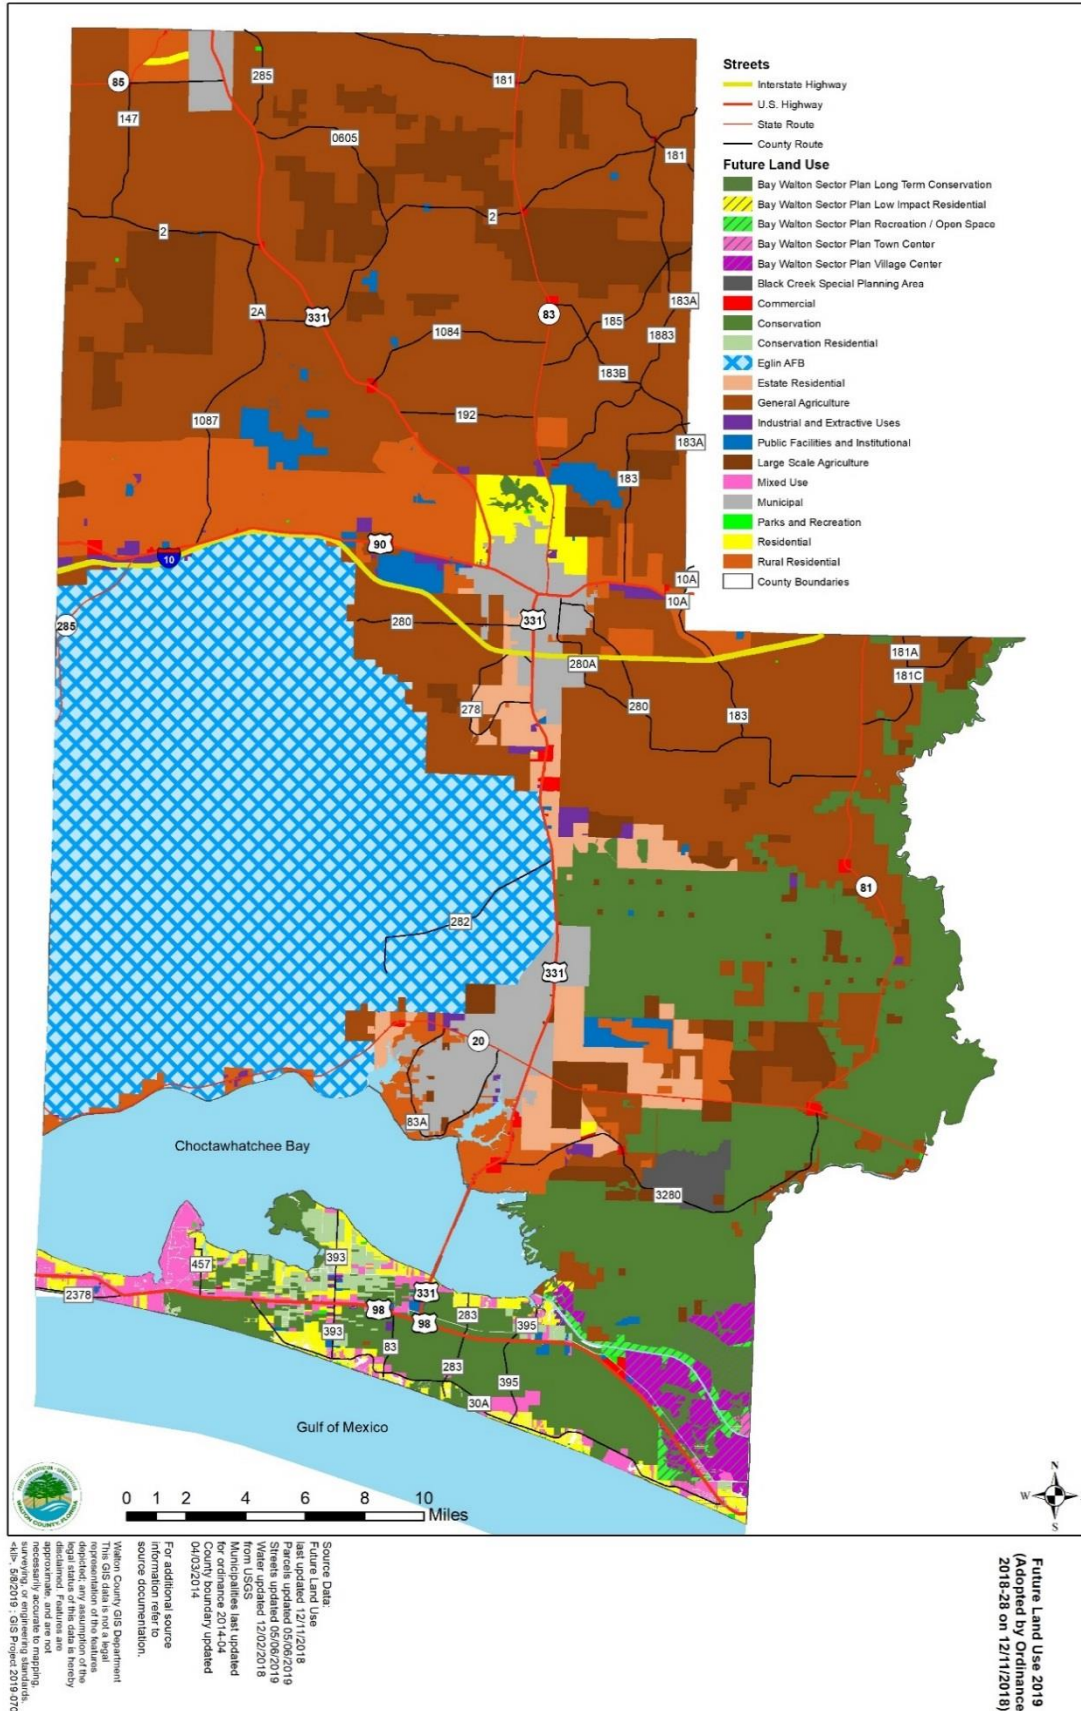 Streets
Interstate Highway
U.S. Highway
State Route
County Route
Future Land Use
Bay Walton Sector Plan Long Term Conservation
Bay Walton Sector Plan Low Impact Residential
Bay Walton Sector Plan Recreation / Open Space
Bay Walton Sector Plan Town Center
Bay Walton Sector Plan Village Center
Black Creek Special Planning Area
Commercial
Conservation
Conservation Residential
Eglin AFB
Estate Residential
General Agriculture
Industrial and Extractive Uses
Public Facilities and Institutional
Large Scale Agriculture
Mixed Use
Municipal
Parks and Recreation
Residential
Rural Residential
County Boundaries
85
285
181
147
0605
181
2
2
183A
2A
331
83
185
1084
1883
183B
192
1087
183A
183
90
10
10A
10A
285
280
331
181A
280A
181C
278
280
183
81
282
331
20
83A
Choctawhatchee Bay
3280
457
393
331
2378
98
98
283
395
393
83
283
395
30A
Gulf of Mexico
WALTON COUNTY, FLORIDA
0 1 2 4 6 8 10
Miles
N
W
S
Walton County GIS Department
This GIS data is not a legal
representation of the features
depicted; any assumption of the
legal status of this data is hereby
disclaimed. Features are
approximate, and are not
necessarily accurate to mapping,
surveying, or engineering standards.
5/8/2019 : GIS Project 2019-070
For additional source
information refer to
source documentation.
Source Data:
Future Land Use
last updated 12/11/2018
Parcels updated 05/06/2019
Streets updated 05/06/2019
Water updated 12/02/2018
from USGS
Municipalities last updated
for ordinance 2014-04
County boundary updated
04/03/2014
Future Land Use 2019
(Adopted by Ordinance
2018-28 on 12/11/2018)